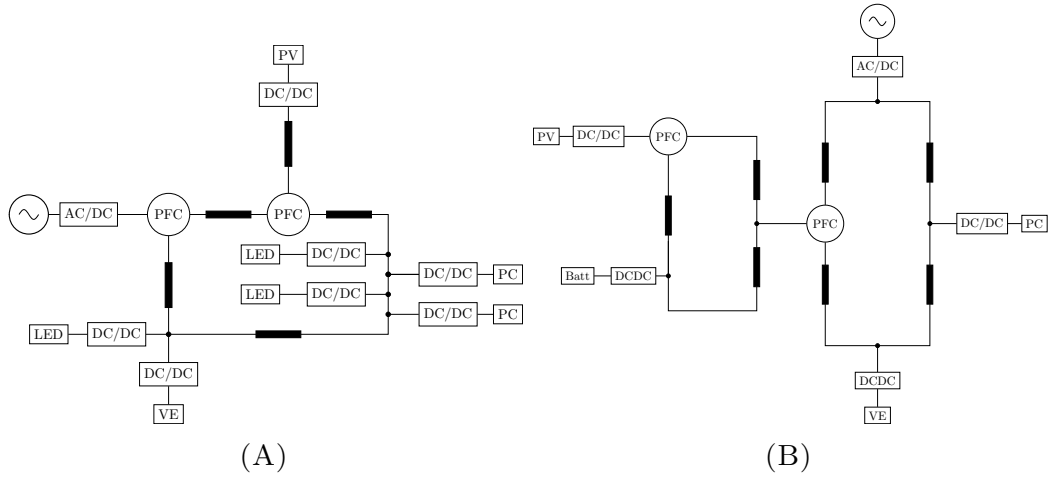 PV
DC/DC
AC/DC
PFC
PFC
LED
DC/DC
DC/DC
PC
LED
DC/DC
DC/DC
PC
LED
DC/DC
DC/DC
VE
(A)
AC/DC
PV
DC/DC
PFC
PFC
DC/DC
PC
Batt
DCDC
DCDC
VE
(B)